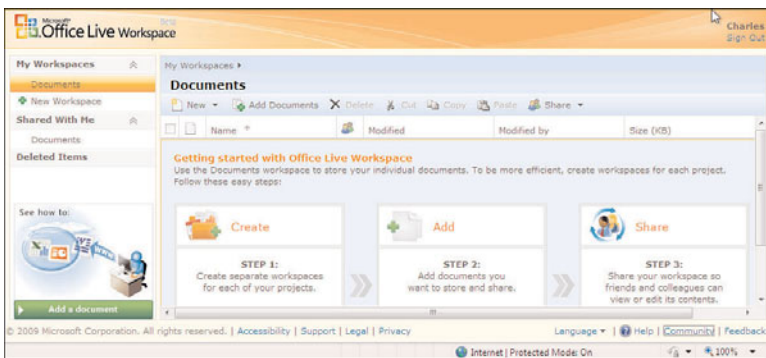 Microsoft®
Office Live Workspace Beta
Charles
Sign Out
My Workspaces
Documents
New Workspace
Shared With Me
Documents
Deleted Items
See how to:
Add a document
My Workspaces
Documents
New Add Documents Delete Cut Copy Paste Share
Name Modified Modified by Size (KB)
Getting started with Office Live Workspace
Use the Documents workspace to store your individual documents. To be more efficient, create workspaces for each project.
Follow these easy steps:
Create
STEP 1:
Create separate workspaces
for each of your projects.
Add
STEP 2:
Add documents you
want to store and share.
Share
STEP 3:
Share your workspace so
friends and colleagues can
view or edit its contents.
© 2009 Microsoft Corporation. All rights reserved. | Accessibility | Support | Legal | Privacy
Language | Help | Community | Feedback
Internet | Protected Mode: On 100%